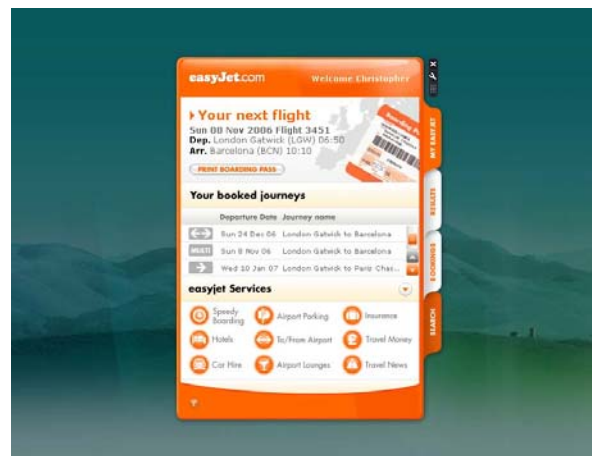 easyJet.com
Welcome Christopher
Your next flight
Sun 00 Nov 2006 Flight 3451
Dep. London Gatwick (LGW) 06:50
Arr. Barcelona (BCN) 10:10
PRINT BOARDING PASS
Boarding
Your booked journeys
Departure Date Journey name
Sun 24 Dec 06 London Gatwick to Barcelona
MULTI Sun 8 Nov 06 London Gatwick to Barcelona
Wed 10 Jan 07 London Gatwick to Paris Char...
easyjet Services
Speedy Boarding
Airport Parking
Insurance
Hotels
To/From Airport
Travel Money
Car Hire
Airport Lounges
Travel News
MY EASYJET
RESULTS
BOOKINGS
SEARCH